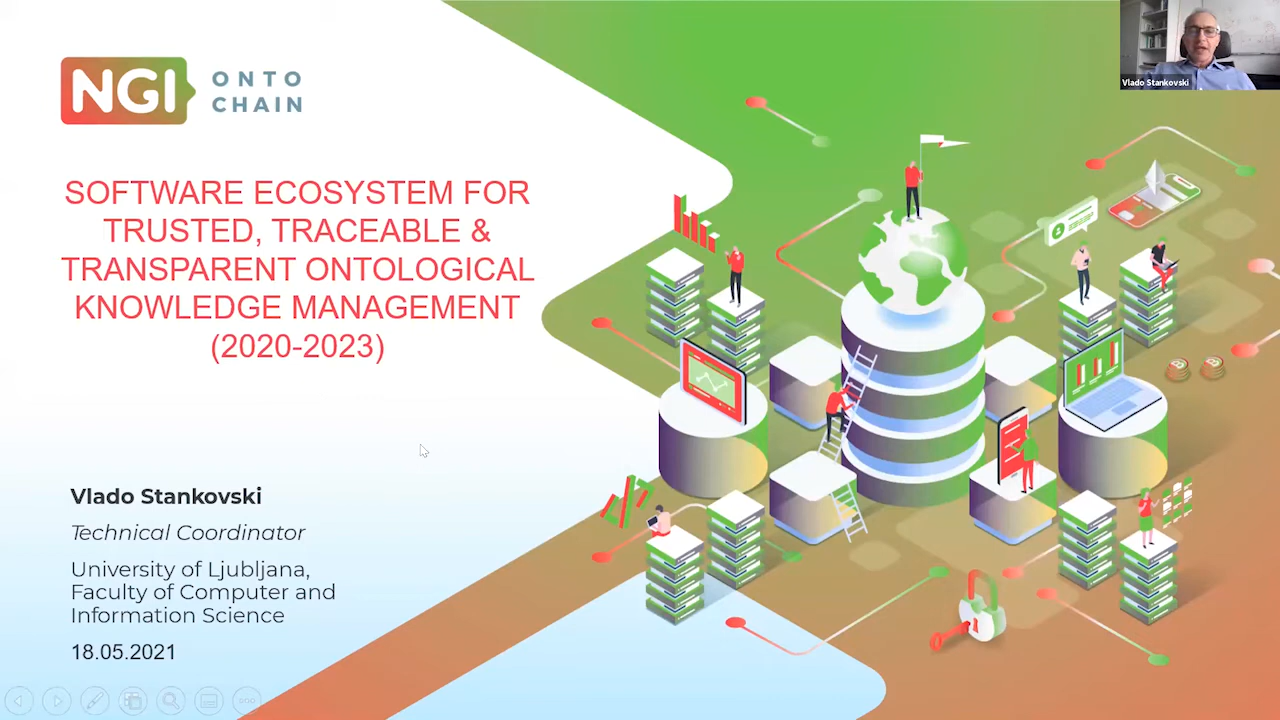 NGI
ONTO
CHAIN
Vlado Stankovski
SOFTWARE ECOSYSTEM FOR
TRUSTED, TRACEABLE &
TRANSPARENT ONTOLOGICAL
KNOWLEDGE MANAGEMENT
(2020-2023)
Vlado Stankovski
Technical Coordinator
University of Ljubljana,
Faculty of Computer and
Information Science
18.05.2021